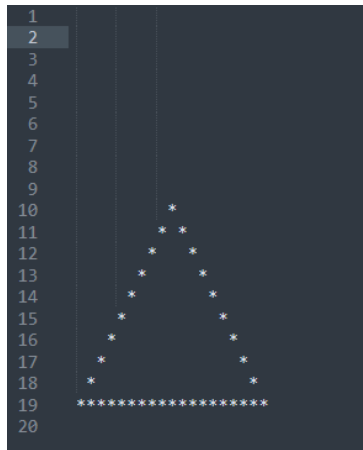 1
2
3
4
5
6
7
8
9
10          *
11         * *
12        *   *
13       *     *
14      *       *
15     *         *
16    *           *
17   *             *
18  *               *
19 *******************
20